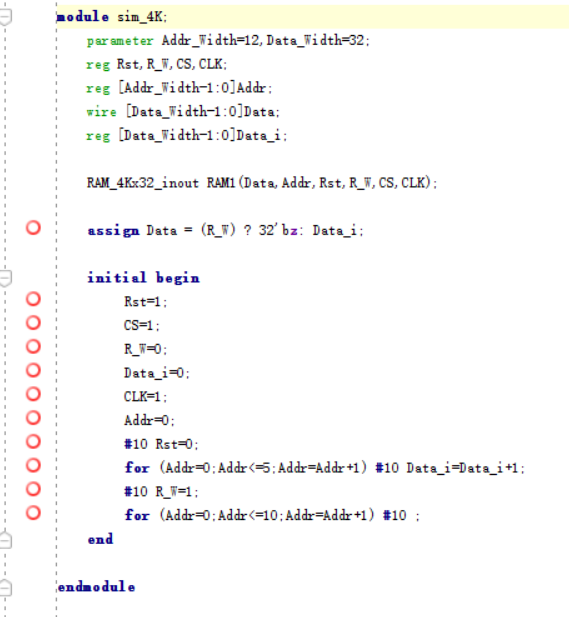 module sim_4K;
parameter Addr_Width=12,Data_Width=32;
reg Rst,R_W,CS,CLK;
reg [Addr_Width-1:0]Addr;
wire [Data_Width-1:0]Data;
reg [Data_Width-1:0]Data_i;
RAM_4Kx32_inout RAM1(Data,Addr,Rst,R_W,CS,CLK);
assign Data = (R_W) ? 32'bz: Data_i;
initial begin
Rst=1;
CS=1;
R_W=0;
Data_i=0;
CLK=1;
Addr=0;
#10 Rst=0;
for (Addr=0;Addr<=5;Addr=Addr+1) #10 Data_i=Data_i+1;
#10 R_W=1;
for (Addr=0;Addr<=10;Addr=Addr+1) #10 ;
end
endmodule